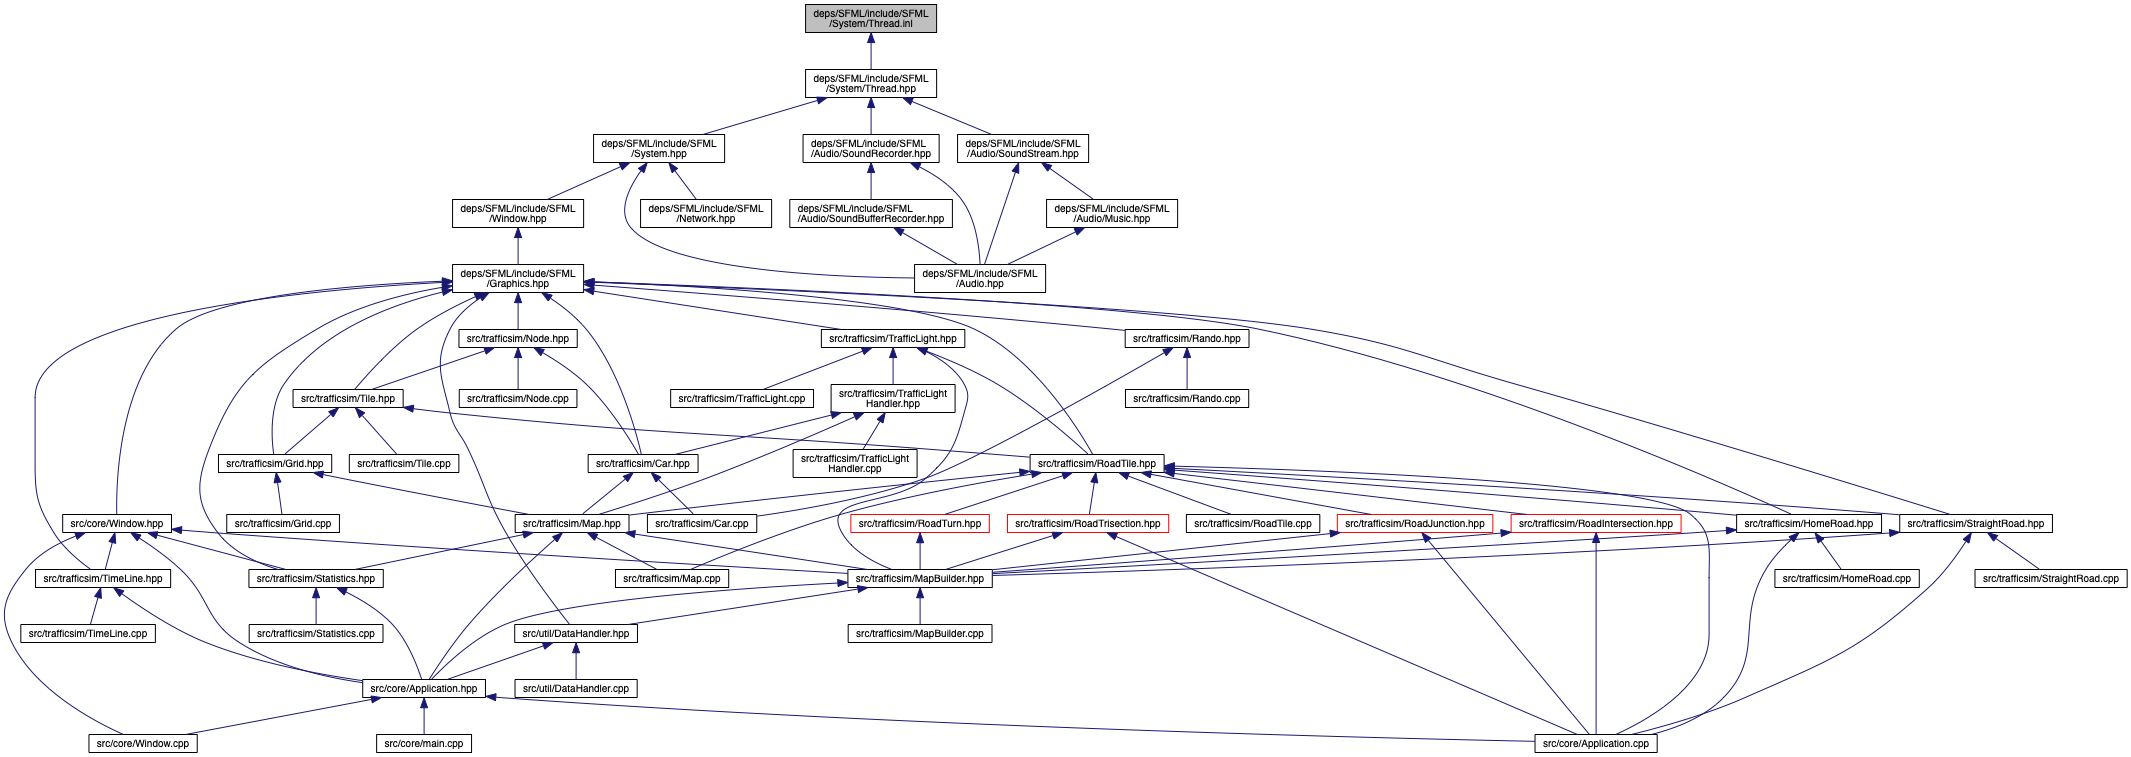 deps/SFML/include/SFML
/System/Thread.inl
deps/SFML/include/SFML
/System/Thread.hpp
deps/SFML/include/SFML
/System.hpp
deps/SFML/include/SFML
/Audio/SoundRecorder.hpp
deps/SFML/include/SFML
/Audio/SoundStream.hpp
deps/SFML/include/SFML
/Window.hpp
deps/SFML/include/SFML
/Network.hpp
deps/SFML/include/SFML
/Audio/SoundBufferRecorder.hpp
deps/SFML/include/SFML
/Audio/Music.hpp
deps/SFML/include/SFML
/Graphics.hpp
deps/SFML/include/SFML
/Audio.hpp
src/trafficsim/Node.hpp
src/trafficsim/TrafficLight.hpp
src/trafficsim/Rando.hpp
src/trafficsim/Tile.hpp
src/trafficsim/Node.cpp
src/trafficsim/TrafficLight.cpp
src/trafficsim/TrafficLight
Handler.hpp
src/trafficsim/Rando.cpp
src/trafficsim/Grid.hpp
src/trafficsim/Tile.cpp
src/trafficsim/Car.hpp
src/trafficsim/TrafficLight
Handler.cpp
src/trafficsim/RoadTile.hpp
src/core/Window.hpp
src/trafficsim/Grid.cpp
src/trafficsim/Map.hpp
src/trafficsim/Car.cpp
src/trafficsim/RoadTurn.hpp
src/trafficsim/RoadTrisection.hpp
src/trafficsim/RoadTile.cpp
src/trafficsim/RoadJunction.hpp
src/trafficsim/RoadIntersection.hpp
src/trafficsim/HomeRoad.hpp
src/trafficsim/StraightRoad.hpp
src/trafficsim/TimeLine.hpp
src/trafficsim/Statistics.hpp
src/trafficsim/Map.cpp
src/trafficsim/MapBuilder.hpp
src/trafficsim/HomeRoad.cpp
src/trafficsim/StraightRoad.cpp
src/trafficsim/TimeLine.cpp
src/trafficsim/Statistics.cpp
src/util/DataHandler.hpp
src/trafficsim/MapBuilder.cpp
src/core/Application.hpp
src/util/DataHandler.cpp
src/core/Window.cpp
src/core/main.cpp
src/core/Application.cpp